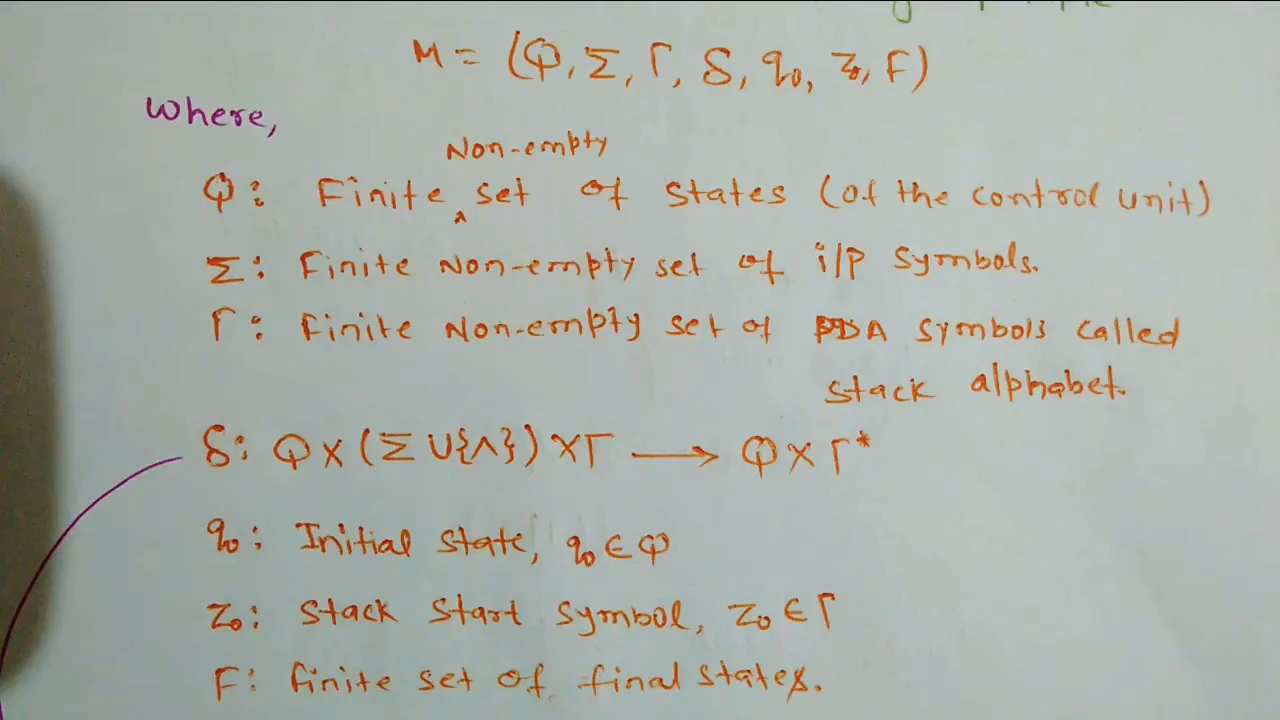 M = (Q, Σ, Γ, δ, q₀, z₀, F)
Where,
Non-empty
Q: Finite ^ set of states (of the control unit)
Σ: Finite Non-empty set of i/p symbols.
Γ: Finite Non-empty set of PDA symbols called
stack alphabet.
δ: Q x (Σ U{Λ}) x Γ ⟶ Q x Γ*
q₀: Initial state, q₀ ∈ Q
Z₀: Stack start symbol, Z₀ ∈ Γ
F: finite set of final states.